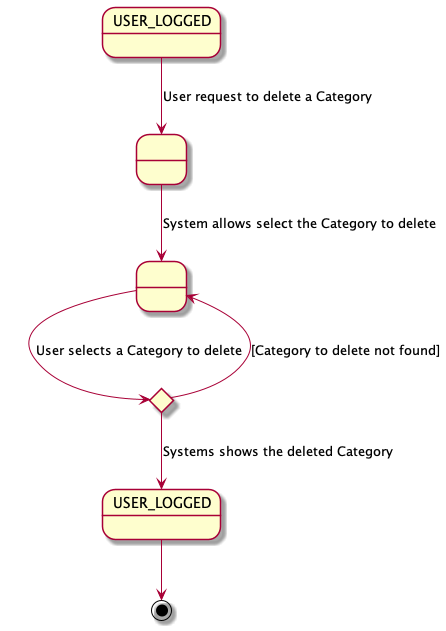 USER_LOGGED
User request to delete a Category
System allows select the Category to delete
User selects a Category to delete
[Category to delete not found]
Systems shows the deleted Category
USER_LOGGED